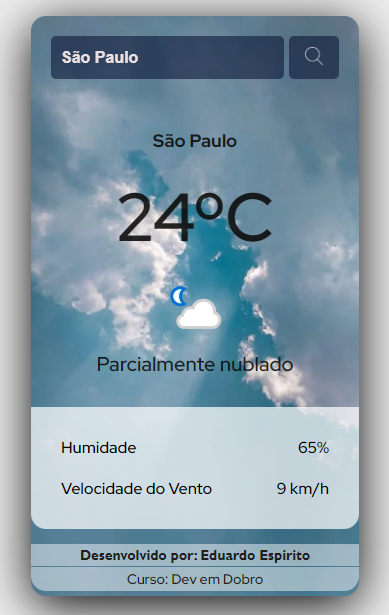 São Paulo
São Paulo
24ºC
Parcialmente nublado
Humidade 65%
Velocidade do Vento 9 km/h
Desenvolvido por: Eduardo Espirito
Curso: Dev em Dobro